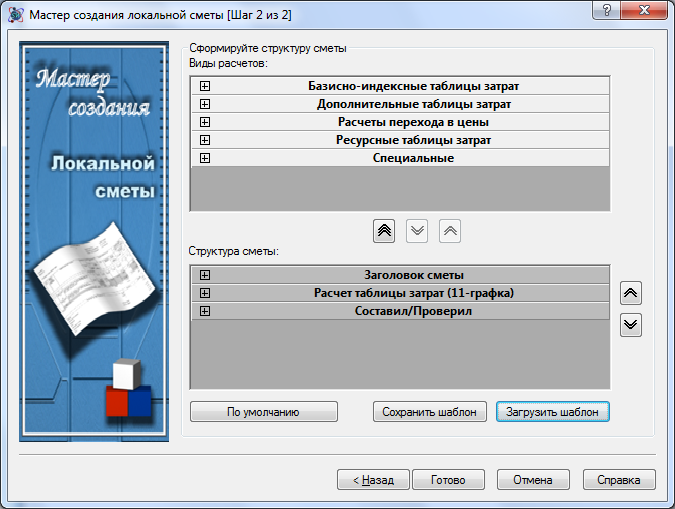 Мастер создания локальной сметы [Шаг 2 из 2]
Мастер
создания
Локальной
сметы
Сформируйте структуру сметы
Виды расчетов:
Базисно-индексные таблицы затрат
Дополнительные таблицы затрат
Расчеты перехода в цены
Ресурсные таблицы затрат
Специальные
Структура сметы:
Заголовок сметы
Расчет таблицы затрат (11-графка)
Составил/Проверил
По умолчанию
Сохранить шаблон
Загрузить шаблон
< Назад
Готово
Отмена
Справка